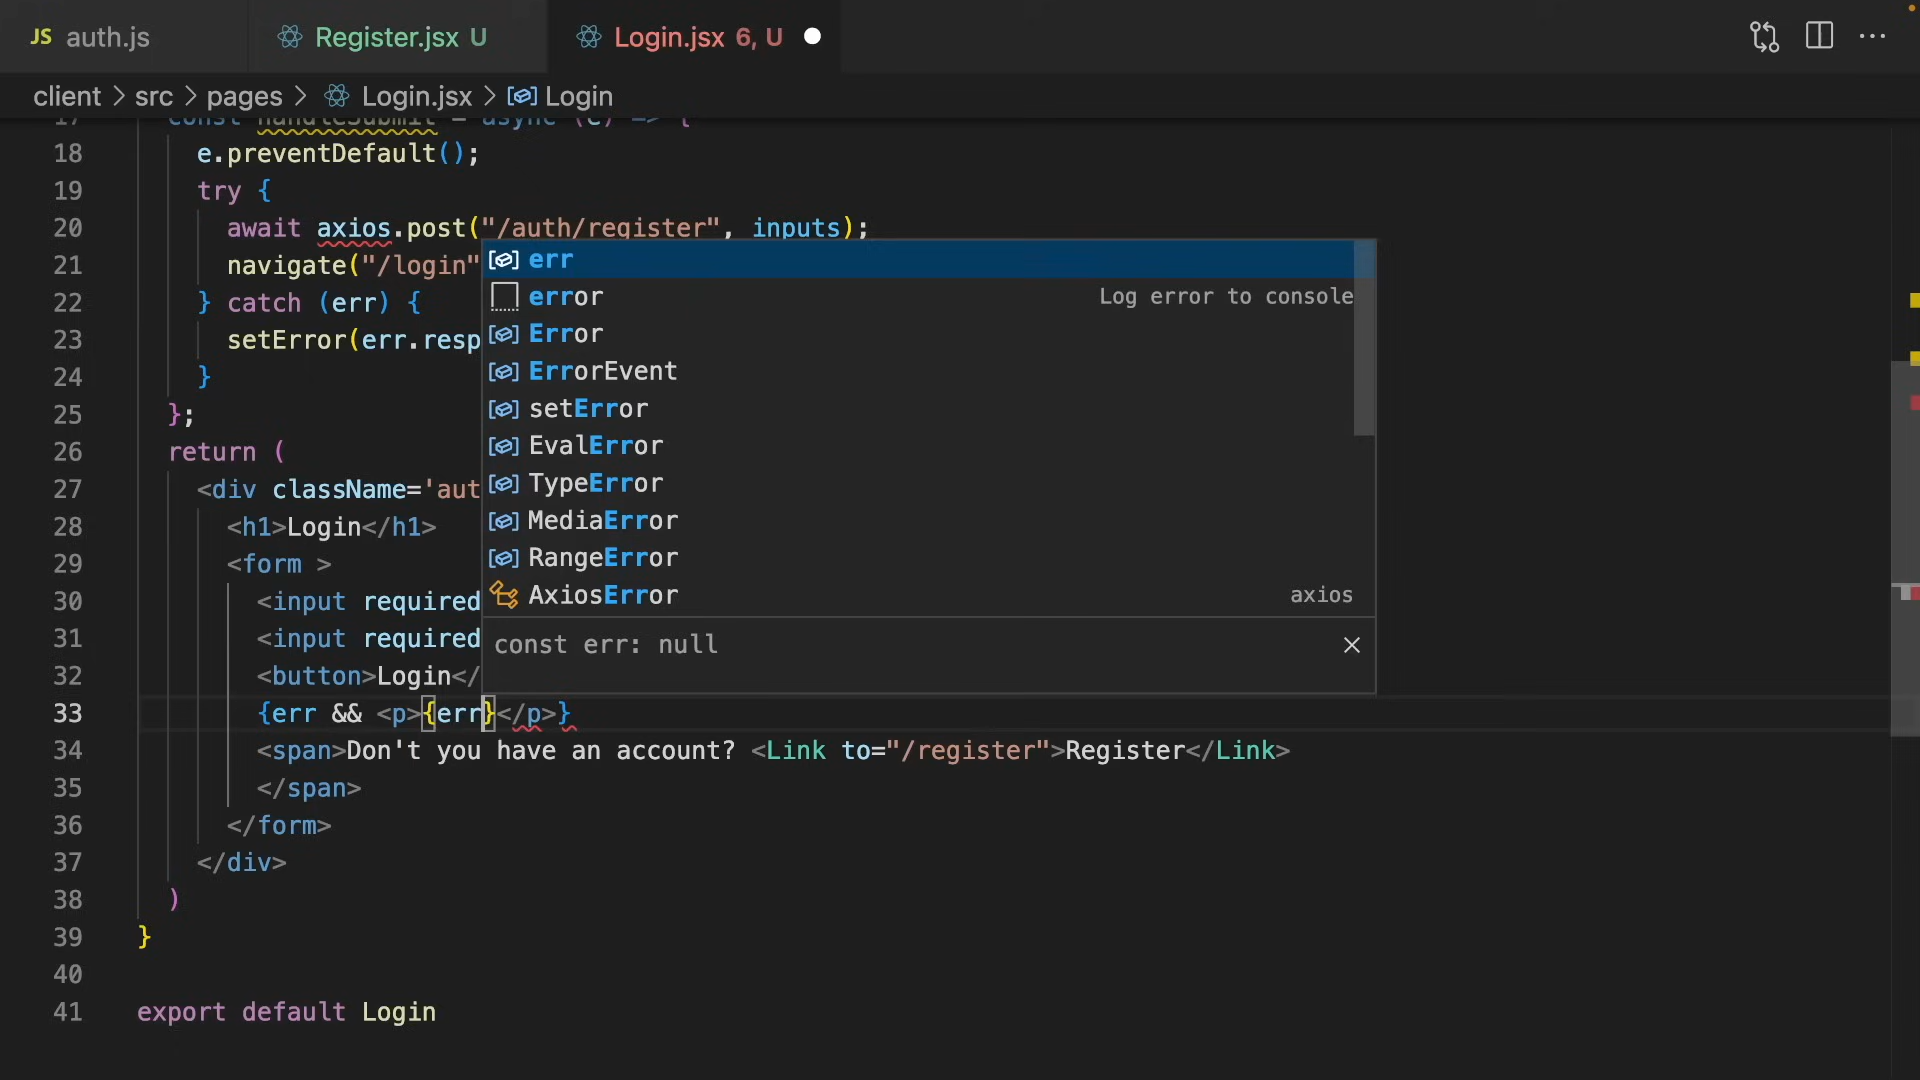 JS auth.js
Register.jsx U
Login.jsx 6, U
client > src > pages > Login.jsx > Login
17 const handleSubmit = async (e) => {
18 e.preventDefault();
19 try {
20 await axios.post("/auth/register", inputs);
21 navigate("/login"
22 } catch (err) {
23 setError(err.resp
24 }
25 };
26 return (
27 <div className='aut
28 <h1>Login</h1>
29 <form >
30 <input required
31 <input required
32 <button>Login</
33 {err && <p>{err}</p>}
34 <span>Don't you have an account? <Link to="/register">Register</Link>
35 </span>
36 </form>
37 </div>
38 )
39 }
40
41 export default Login
err
error Log error to console
Error
ErrorEvent
setError
EvalError
TypeError
MediaError
RangeError
AxiosError axios
const err: null